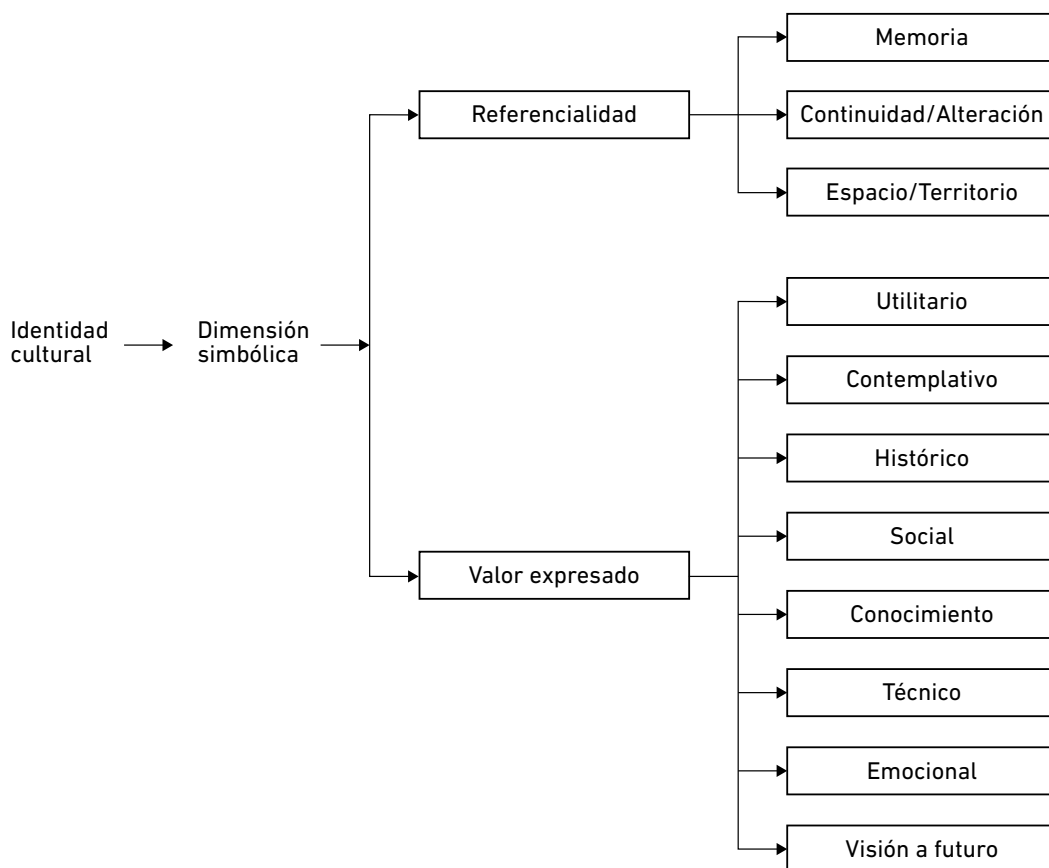 Identidad
cultural
Dimensión
simbólica
Referencialidad
Memoria
Continuidad/Alteración
Espacio/Territorio
Valor expresado
Utilitario
Contemplativo
Histórico
Social
Conocimiento
Técnico
Emocional
Visión a futuro